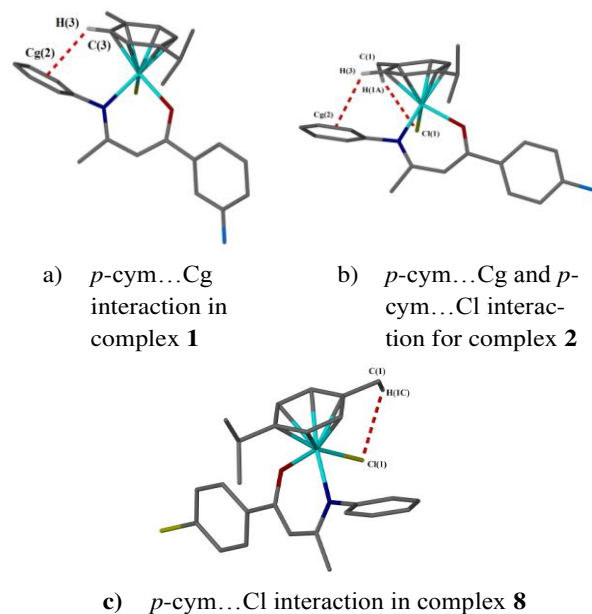 H(3)
Cg(2)
C(3)
C(1)
H(3)
H(1A)
Cg(2)
Cl(1)
a) p-cym…Cg
interaction in
complex 1
b) p-cym…Cg and p-
cym…Cl interac-
tion for complex 2
C(1)
H(1C)
Cl(1)
c) p-cym…Cl interaction in complex 8